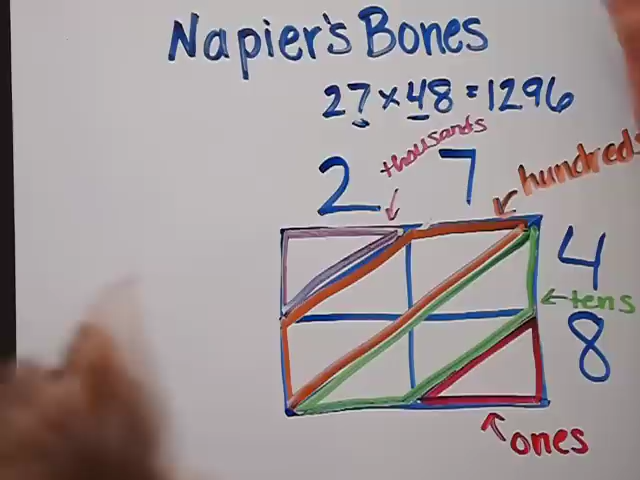 Napier's Bones
27 × 48 = 1296
thousands
2 7
hundreds
4
← tens
8
ones